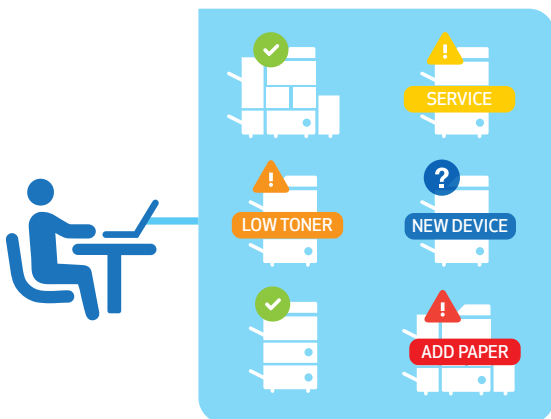 SERVICE
!
!
LOW TONER
?
NEW DEVICE
!
ADD PAPER